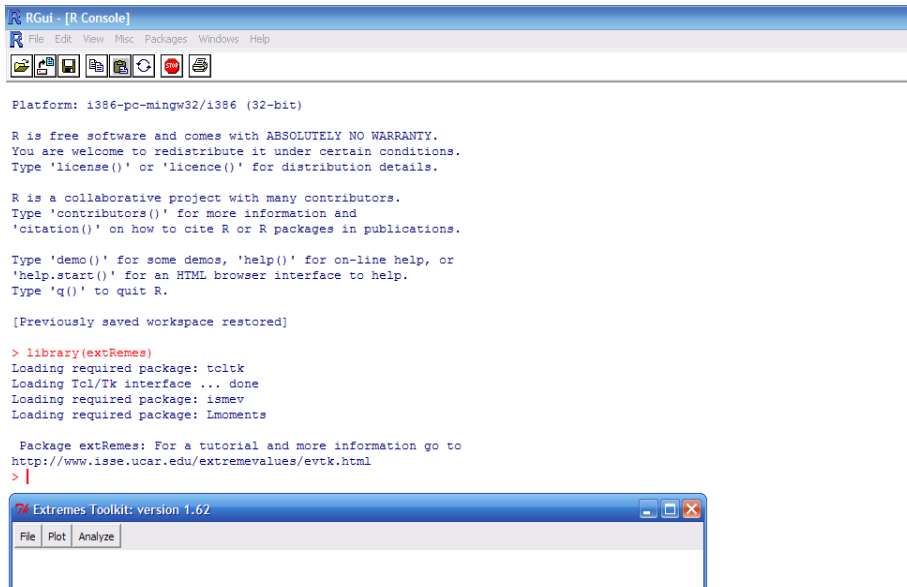 RGui - [R Console]
File Edit View Misc Packages Windows Help
STOP
Platform: i386-pc-mingw32/i386 (32-bit)
R is free software and comes with ABSOLUTELY NO WARRANTY.
You are welcome to redistribute it under certain conditions.
Type 'license()' or 'licence()' for distribution details.
R is a collaborative project with many contributors.
Type 'contributors()' for more information and
'citation()' on how to cite R or R packages in publications.
Type 'demo()' for some demos, 'help()' for on-line help, or
'help.start()' for an HTML browser interface to help.
Type 'q()' to quit R.
[Previously saved workspace restored]
> library(extRemes)
Loading required package: tcltk
Loading Tcl/Tk interface ... done
Loading required package: ismev
Loading required package: Lmoments
Package extRemes: For a tutorial and more information go to
http://www.isse.ucar.edu/extremevalues/evtk.html
>
Extremes Toolkit: version 1.62
File Plot Analyze